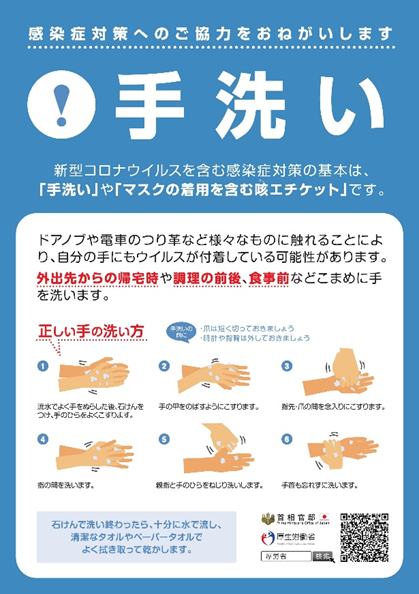 感染症対策へのご協力をおねがいします
手洗い
新型コロナウイルスを含む感染症対策の基本は、
「手洗い」や「マスクの着用を含む咳エチケット」です。
ドアノブや電車のつり革など様々なものに触れることによ
り、自分の手にもウイルスが付着している可能性があります。
外出先からの帰宅時や調理の前後、食事前などこまめに手
を洗います。
正しい手の洗い方
手洗いの
前に
・爪は短く切っておきましょう
・時計や指輪は外しておきましょう
1
流水でよく手をぬらした後、石けんを
つけ、手のひらをよくこすります。
2
手の甲をのばすようにこすります。
3
指先・爪の間を念入りにこすります。
4
指の間を洗います。
5
親指と手のひらをねじり洗いします。
6
手首も忘れずに洗います。
石けんで洗い終わったら、十分に水で流し、
清潔なタオルやペーパータオルで
よく拭き取って乾かします。
首相官邸
Prime Minister's Office of Japan
厚生労働省
厚労省
検索